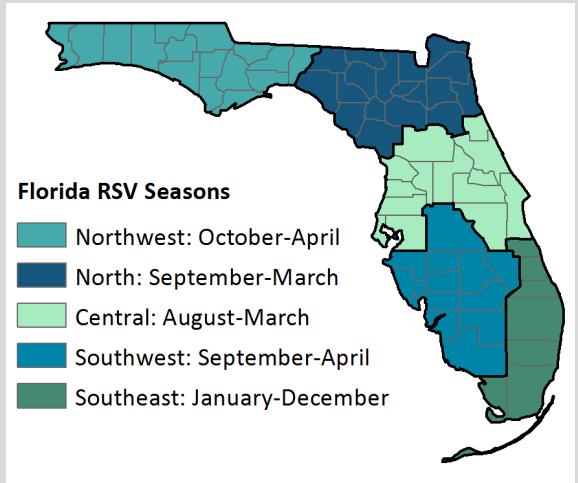 Florida RSV Seasons
Northwest: October-April
North: September-March
Central: August-March
Southwest: September-April
Southeast: January-December